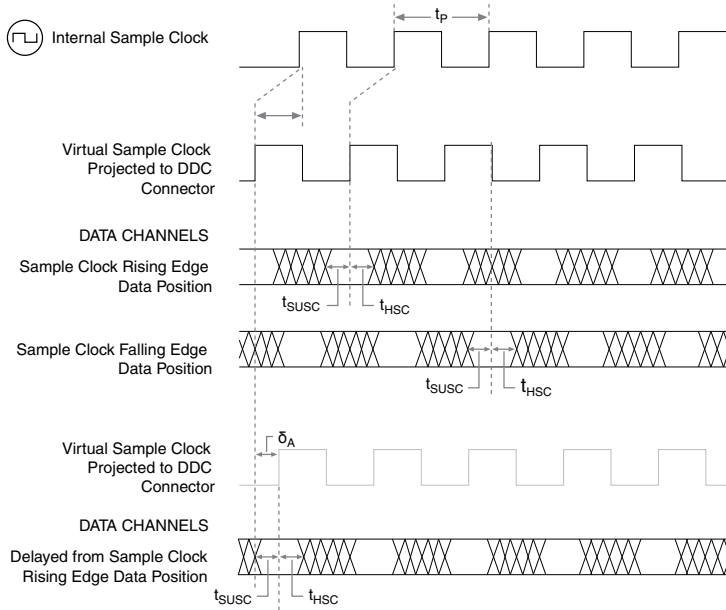 t_P
Internal Sample Clock
Virtual Sample Clock
Projected to DDC
Connector
DATA CHANNELS
Sample Clock Rising Edge
Data Position
t_SUSC
t_HSC
Sample Clock Falling Edge
Data Position
t_SUSC
t_HSC
δ_A
Virtual Sample Clock
Projected to DDC
Connector
DATA CHANNELS
Delayed from Sample Clock
Rising Edge Data Position
t_SUSC
t_HSC